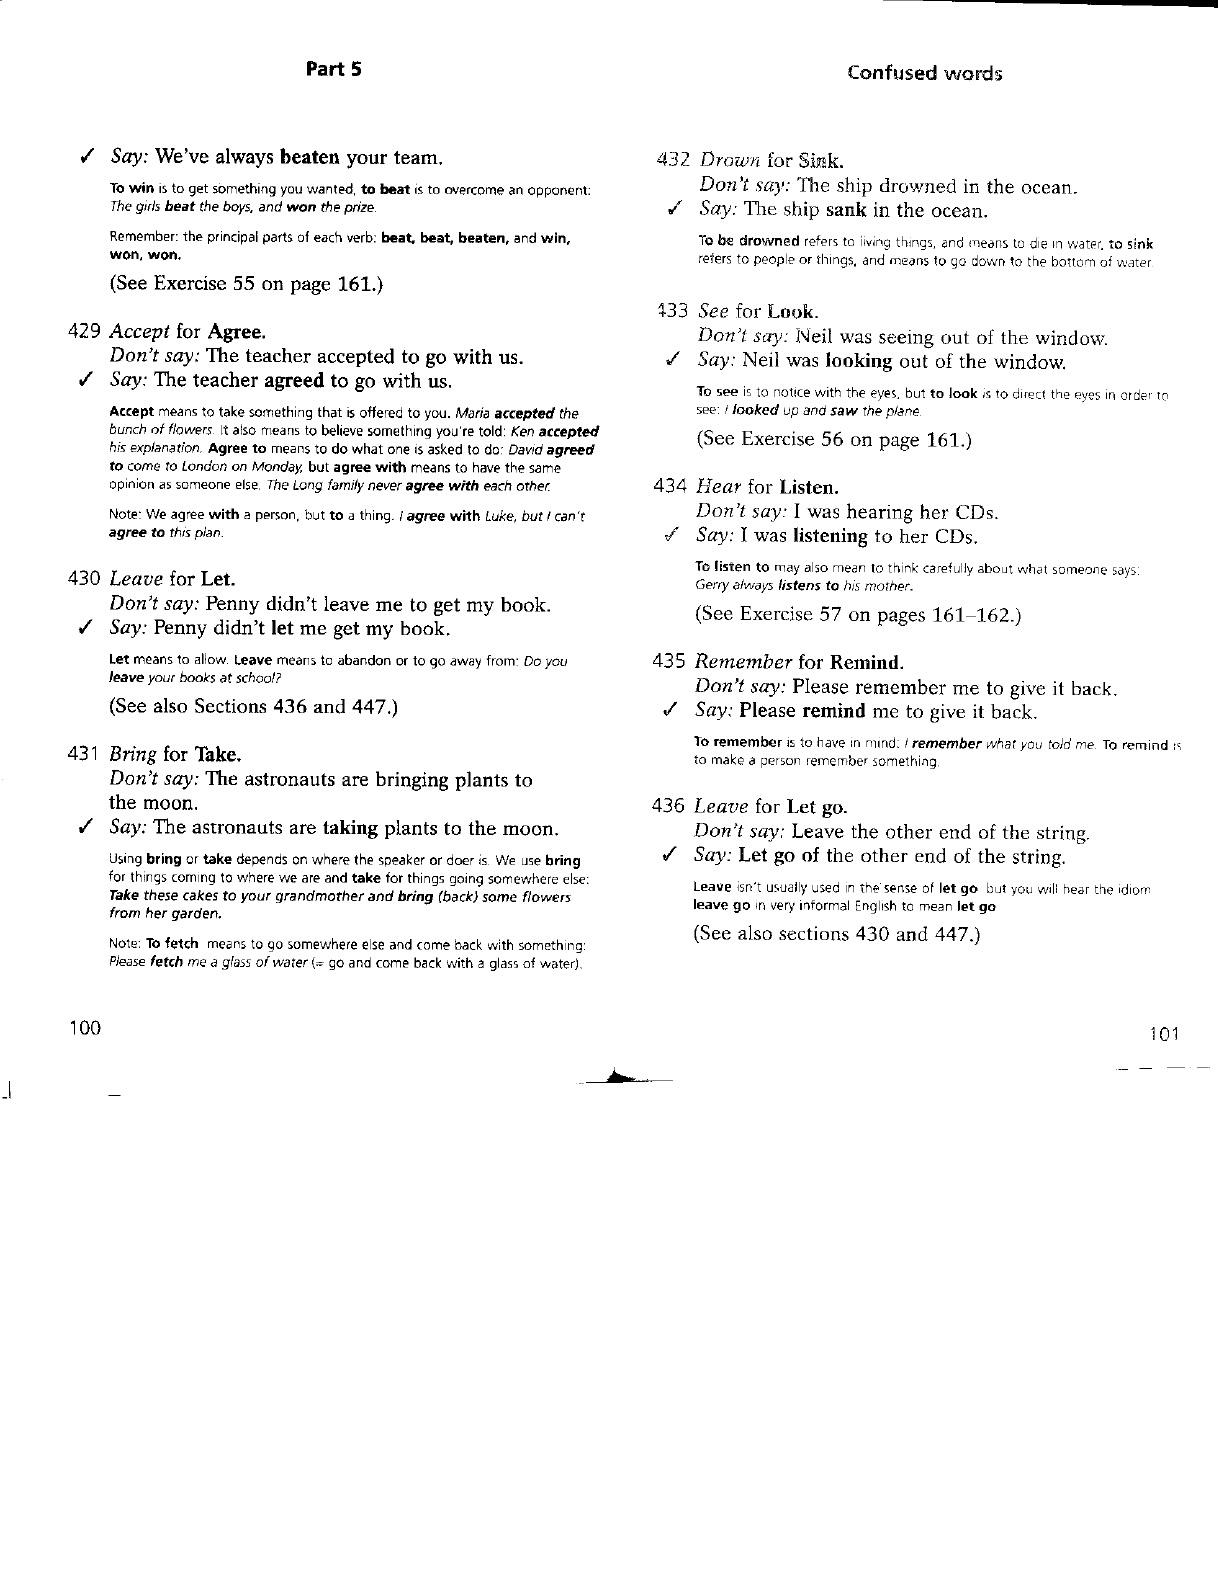 Part 5
✓ Say: We've always beaten your team.
To win is to get something you wanted, to beat is to overcome an opponent:
The girls beat the boys, and won the prize.
Remember: the principal parts of each verb: beat, beat, beaten, and win,
won, won.
(See Exercise 55 on page 161.)
429 Accept for Agree.
Don't say: The teacher accepted to go with us.
✓ Say: The teacher agreed to go with us.
Accept means to take something that is offered to you. Maria accepted the
bunch of flowers. It also means to believe something you're told: Ken accepted
his explanation. Agree to means to do what one is asked to do: David agreed
to come to London on Monday, but agree with means to have the same
opinion as someone else. The Long family never agree with each other.
Note: We agree with a person, but to a thing. I agree with Luke, but I can't
agree to this plan.
430 Leave for Let.
Don't say: Penny didn't leave me to get my book.
✓ Say: Penny didn't let me get my book.
Let means to allow. Leave means to abandon or to go away from: Do you
leave your books at school?
(See also Sections 436 and 447.)
431 Bring for Take.
Don't say: The astronauts are bringing plants to
the moon.
✓ Say: The astronauts are taking plants to the moon.
Using bring or take depends on where the speaker or doer is. We use bring
for things coming to where we are and take for things going somewhere else:
Take these cakes to your grandmother and bring (back) some flowers
from her garden.
Note: To fetch means to go somewhere else and come back with something:
Please fetch me a glass of water (= go and come back with a glass of water).
100
Confused words
432 Drown for Sink.
Don't say: The ship drowned in the ocean.
✓ Say: The ship sank in the ocean.
To be drowned refers to living things, and means to die in water, to sink
refers to people or things, and means to go down to the bottom of water.
433 See for Look.
Don't say: Neil was seeing out of the window.
✓ Say: Neil was looking out of the window.
To see is to notice with the eyes, but to look is to direct the eyes in order to
see: I looked up and saw the plane.
(See Exercise 56 on page 161.)
434 Hear for Listen.
Don't say: I was hearing her CDs.
✓ Say: I was listening to her CDs.
To listen to may also mean to think carefully about what someone says:
Gerry always listens to his mother.
(See Exercise 57 on pages 161–162.)
435 Remember for Remind.
Don't say: Please remember me to give it back.
✓ Say: Please remind me to give it back.
To remember is to have in mind: I remember what you told me. To remind is
to make a person remember something.
436 Leave for Let go.
Don't say: Leave the other end of the string.
✓ Say: Let go of the other end of the string.
Leave isn't usually used in the sense of let go but you will hear the idiom
leave go in very informal English to mean let go
(See also sections 430 and 447.)
101